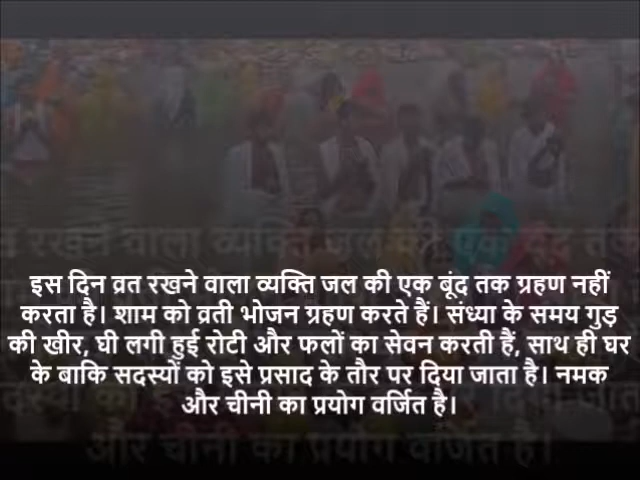 इस दिन व्रत रखने वाला व्यक्ति जल की एक बूंद तक ग्रहण नहीं
करता है। शाम को व्रती भोजन ग्रहण करते हैं। संध्या के समय गुड़
की खीर, घी लगी हुई रोटी और फलों का सेवन करती हैं, साथ ही घर
के बाकि सदस्यों को इसे प्रसाद के तौर पर दिया जाता है। नमक
और चीनी का प्रयोग वर्जित है।